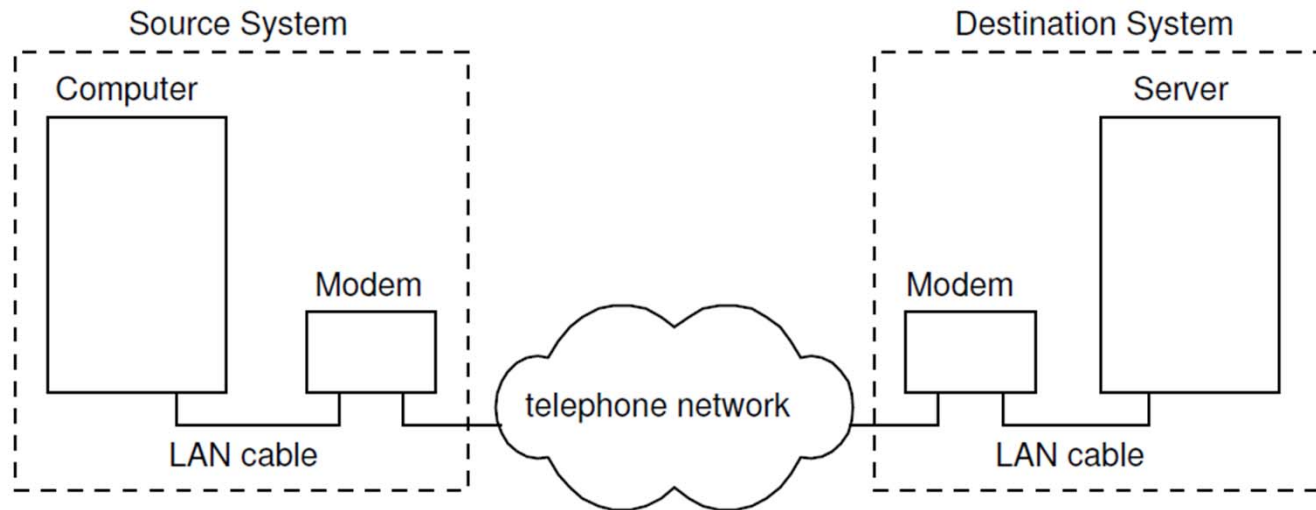 Source System
Destination System
Computer
Server
Modem
Modem
telephone network
LAN cable
LAN cable